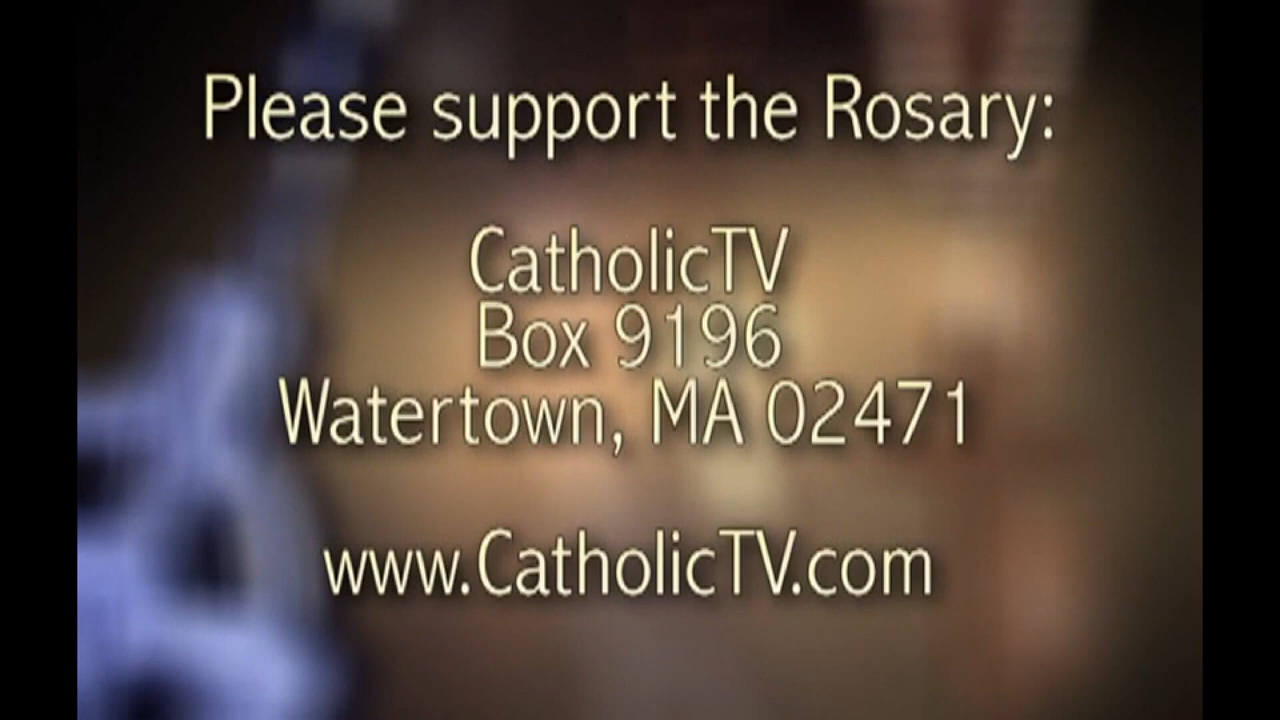 Please support the Rosary:
CatholicTV
Box 9196
Watertown, MA 02471
www.CatholicTV.com